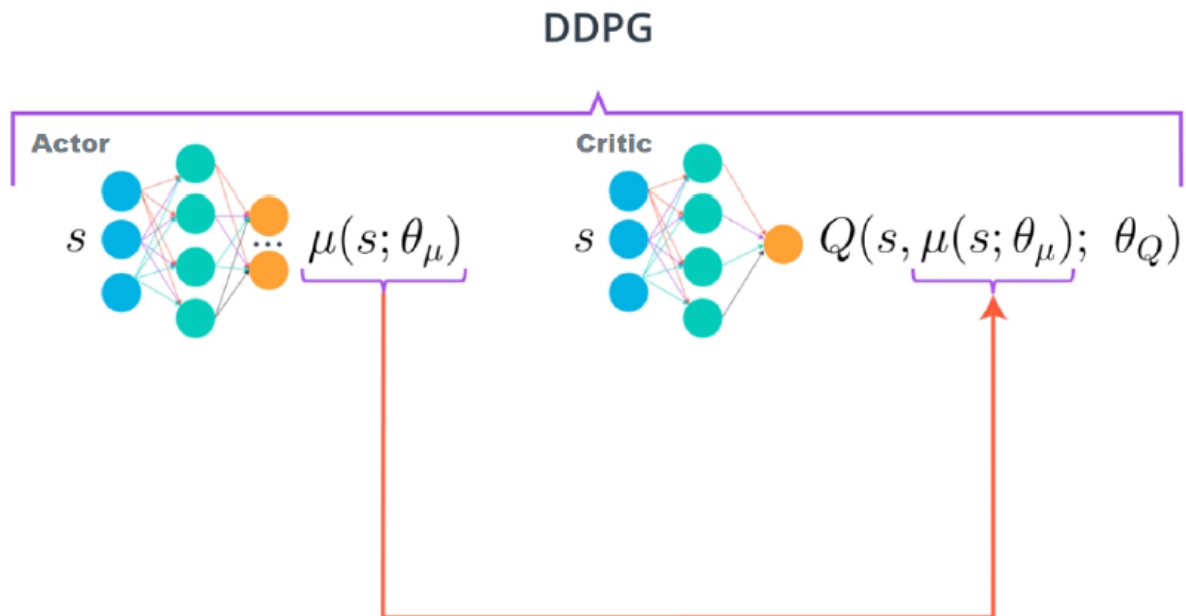 DDPG
Actor
Critic
s
...
μ(s; θ_μ)
s
Q(s, μ(s; θ_μ); θ_Q)